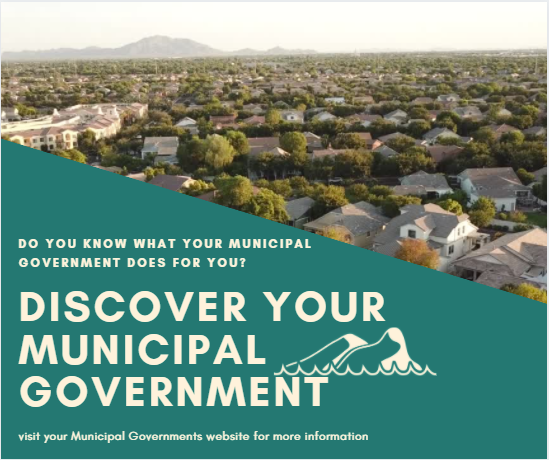 DO YOU KNOW WHAT YOUR MUNICIPAL
GOVERNMENT DOES FOR YOU?
DISCOVER YOUR
MUNICIPAL
GOVERNMENT
visit your Municipal Governments website for more information